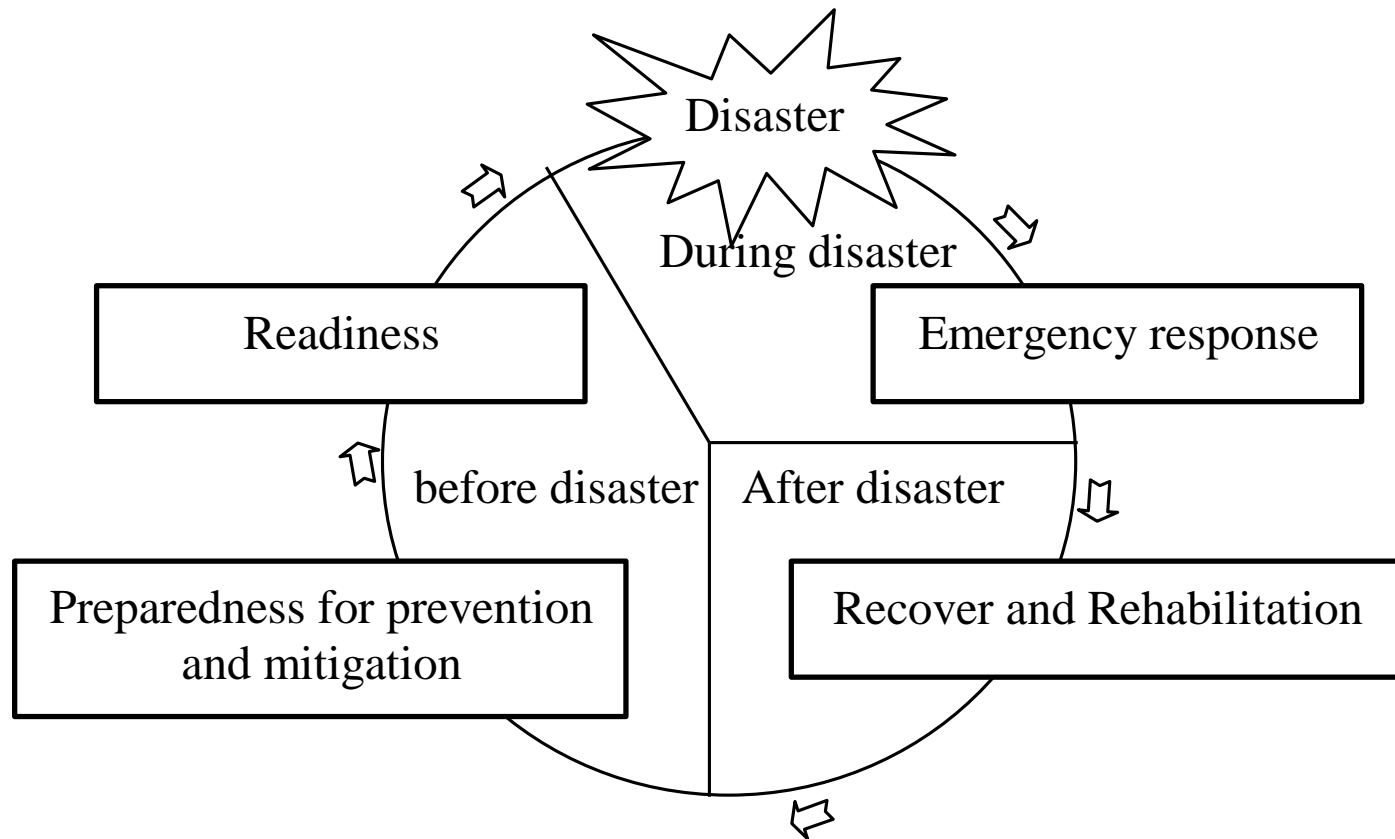 Disaster
During disaster
Readiness
Emergency response
before disaster
After disaster
Preparedness for prevention
and mitigation
Recover and Rehabilitation